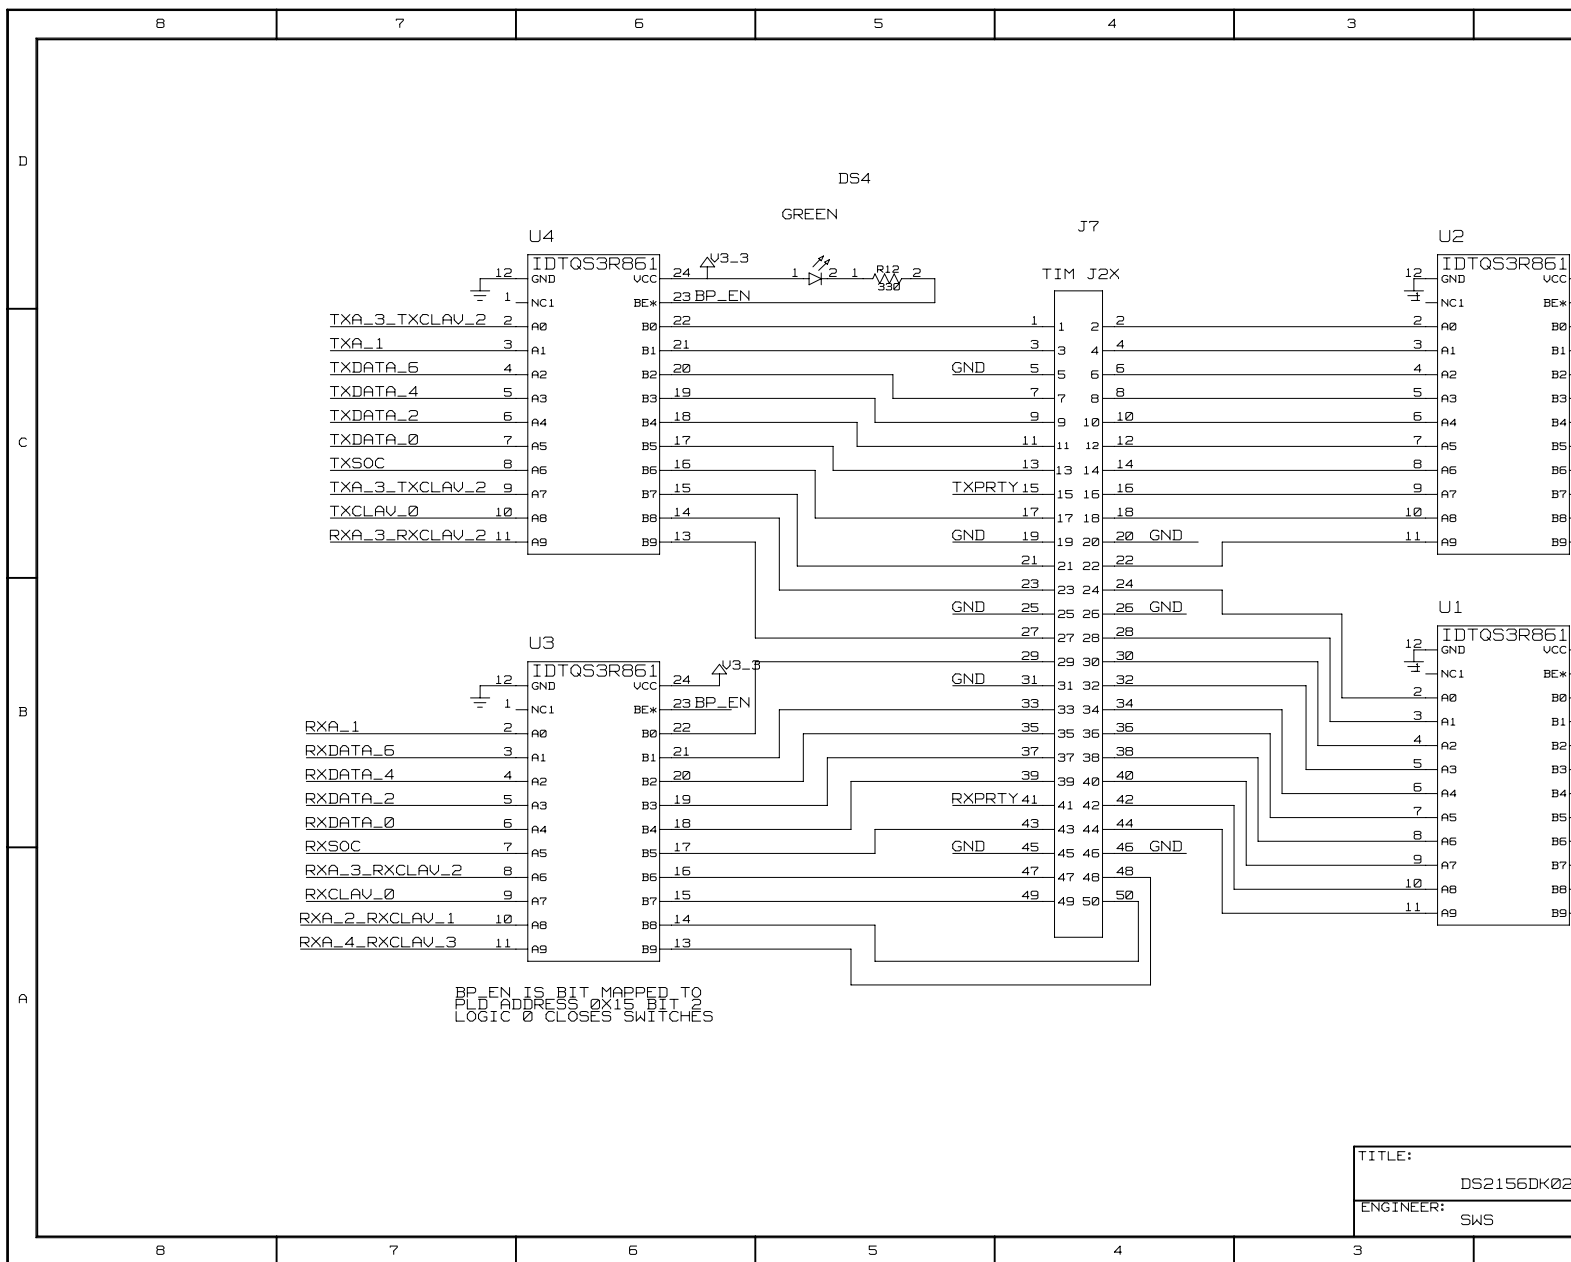 8 7 6 5 4 3
D
C
B
A
DS4
GREEN
J7
TIM J2X
U4
IDTQS3R861
12 GND VCC 24 V3_3 1 2 1 R12 330 2
1 NC1 BE* 23 BP_EN
TXA_3_TXCLAV_2 2 A0 B0 22
TXA_1 3 A1 B1 21
TXDATA_6 4 A2 B2 20
TXDATA_4 5 A3 B3 19
TXDATA_2 6 A4 B4 18
TXDATA_0 7 A5 B5 17
TXSOC 8 A6 B6 16
TXA_3_TXCLAV_2 9 A7 B7 15
TXCLAV_0 10 A8 B8 14
RXA_3_RXCLAV_2 11 A9 B9 13
U3
IDTQS3R861
12 GND VCC 24 V3_3
1 NC1 BE* 23 BP_EN
RXA_1 2 A0 B0 22
RXDATA_6 3 A1 B1 21
RXDATA_4 4 A2 B2 20
RXDATA_2 5 A3 B3 19
RXDATA_0 6 A4 B4 18
RXSOC 7 A5 B5 17
RXA_3_RXCLAV_2 8 A6 B6 16
RXCLAV_0 9 A7 B7 15
RXA_2_RXCLAV_1 10 A8 B8 14
RXA_4_RXCLAV_3 11 A9 B9 13
BP_EN IS BIT MAPPED TO
PLD ADDRESS 0X15 BIT 2
LOGIC 0 CLOSES SWITCHES
1 1 2 2
3 3 4 4
GND 5 5 6 6
7 7 8 8
9 9 10 10
11 11 12 12
13 13 14 14
TXPRTY 15 15 16 16
17 17 18 18
GND 19 19 20 20 GND
21 21 22 22
23 23 24 24
GND 25 25 26 26 GND
27 27 28 28
29 29 30 30
GND 31 31 32 32
33 33 34 34
35 35 36 36
37 37 38 38
39 39 40 40
RXPRTY 41 41 42 42
43 43 44 44
GND 45 45 46 46 GND
47 47 48 48
49 49 50 50
U2
IDTQS3R861
12 GND VCC
1 NC1 BE*
2 A0 B0
3 A1 B1
4 A2 B2
5 A3 B3
6 A4 B4
7 A5 B5
8 A6 B6
9 A7 B7
10 A8 B8
11 A9 B9
U1
IDTQS3R861
12 GND VCC
1 NC1 BE*
2 A0 B0
3 A1 B1
4 A2 B2
5 A3 B3
6 A4 B4
7 A5 B5
8 A6 B6
9 A7 B7
10 A8 B8
11 A9 B9
TITLE:
DS2156DK02
ENGINEER:
SWS
8 7 6 5 4 3